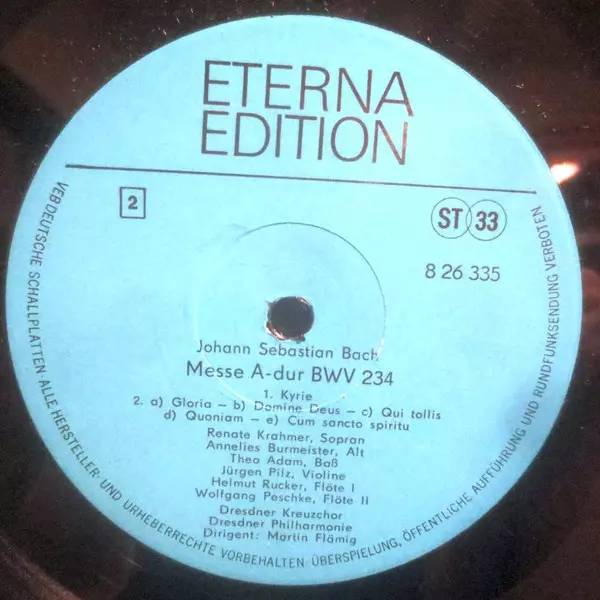 ETERNA
EDITION
2
ST 33
8 26 335
Johann Sebastian Bach
Messe A-dur BWV 234
1. Kyrie
2. a) Gloria – b) Domine Deus – c) Qui tollis
d) Quoniam – e) Cum sancto spiritu
Renate Krahmer, Sopran
Annelies Burmeister, Alt
Theo Adam, Baß
Jürgen Pilz, Violine
Helmut Rucker, Flöte I
Wolfgang Peschke, Flöte II
Dresdner Kreuzchor
Dresdner Philharmonie
Dirigent: Martin Flämig
VEB DEUTSCHE SCHALLPLATTEN · ALLE HERSTELLER- UND URHEBERRECHTE VORBEHALTEN · ÜBERSPIELUNG, ÖFFENTLICHE AUFFÜHRUNG UND RUNDFUNKSENDUNG VERBOTEN